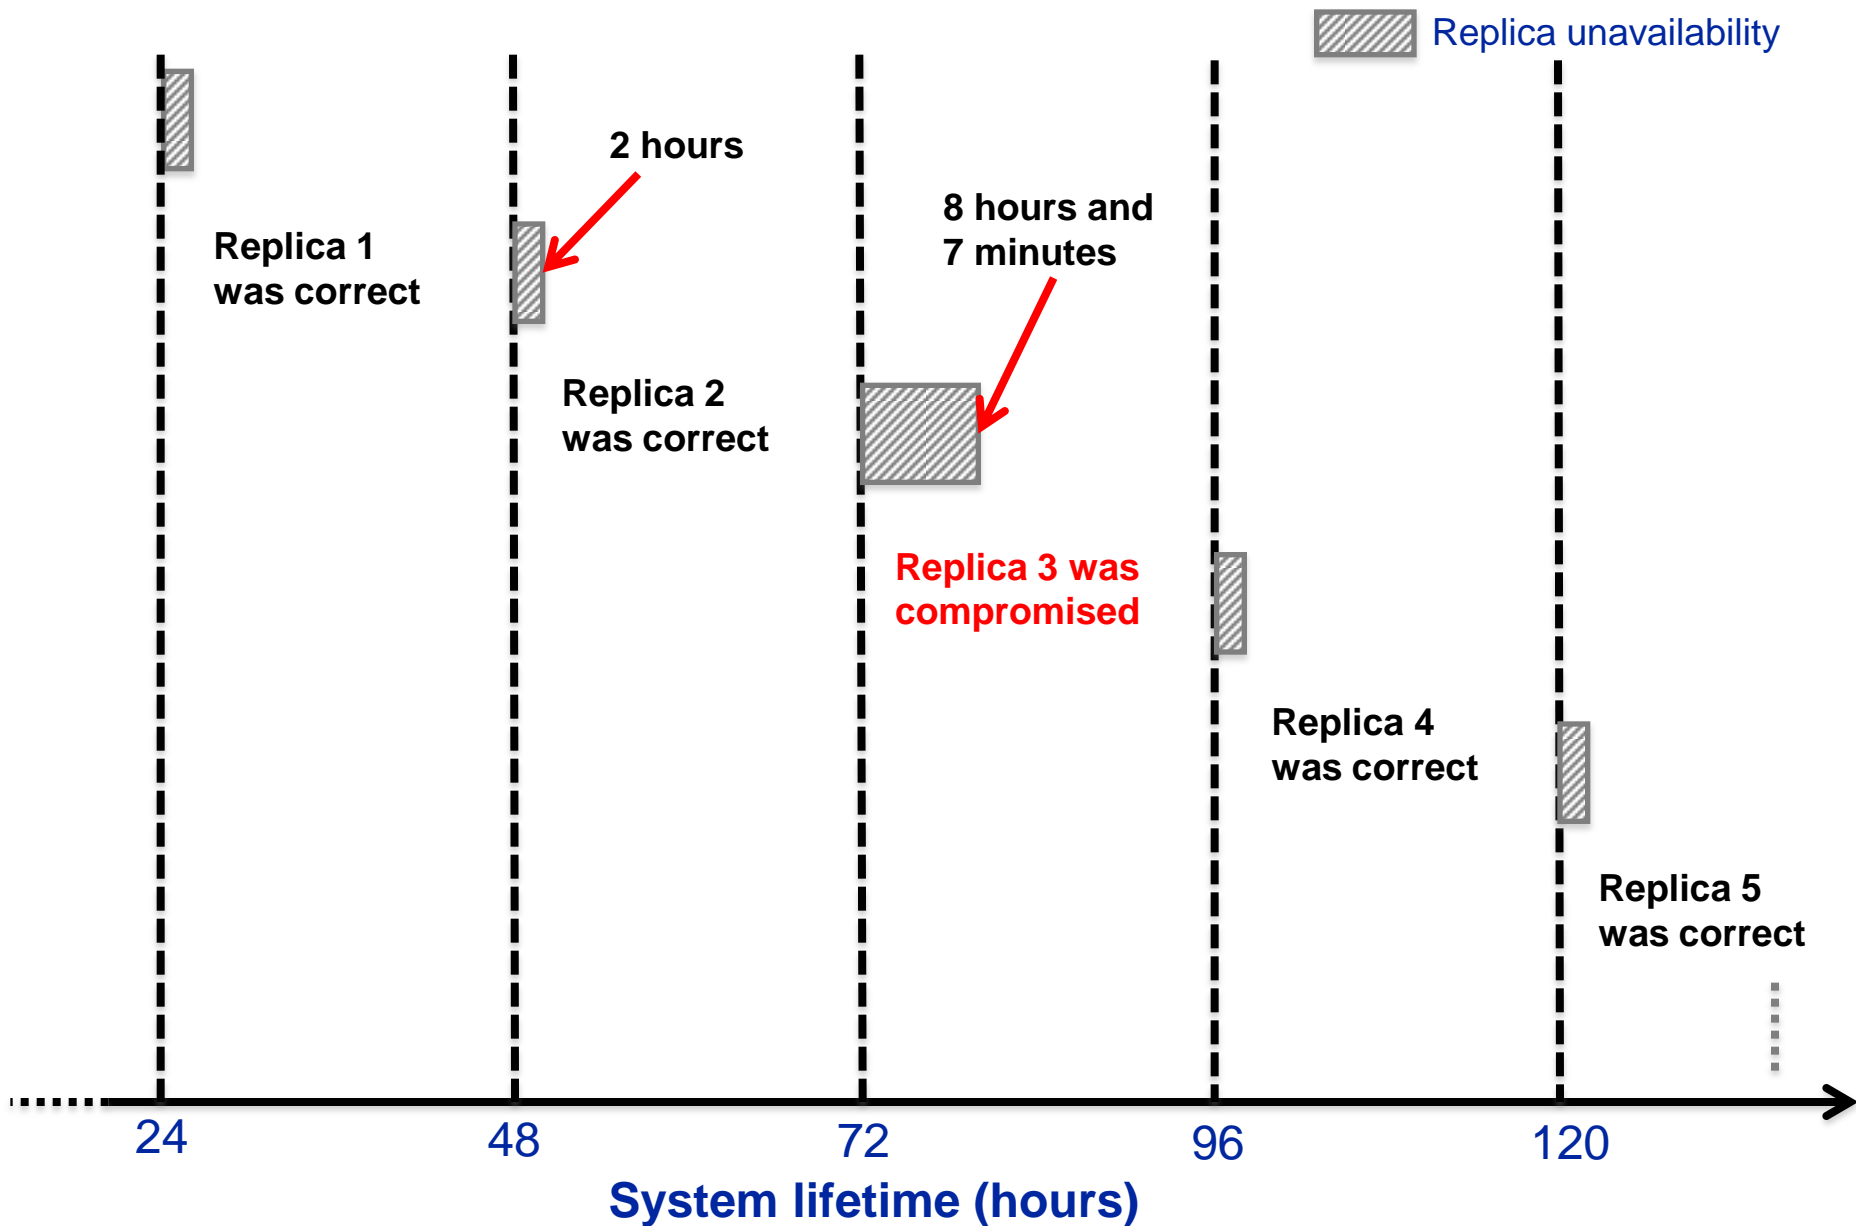 Replica unavailability
2 hours
8 hours and
7 minutes
Replica 1
was correct
Replica 2
was correct
Replica 3 was
compromised
Replica 4
was correct
Replica 5
was correct
24
48
72
96
120
System lifetime (hours)